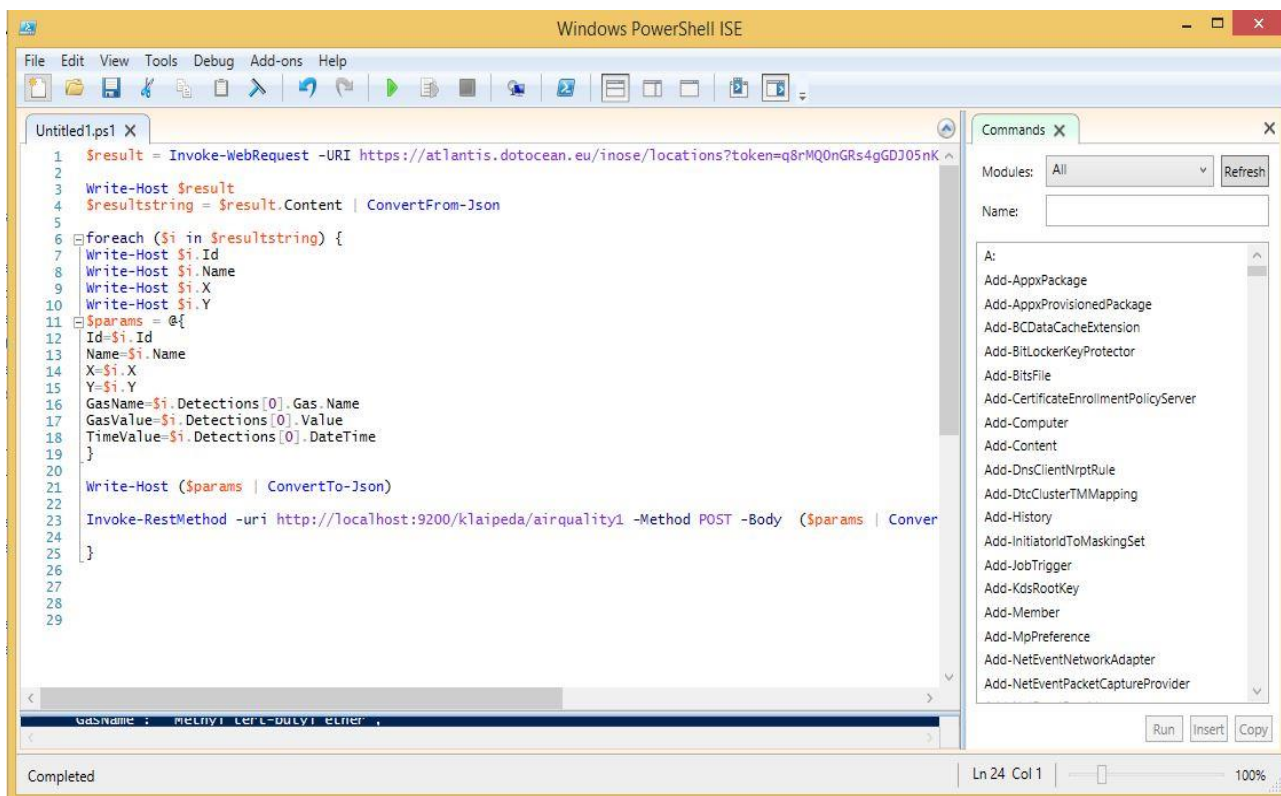 Windows PowerShell ISE
File Edit View Tools Debug Add-ons Help
Untitled1.ps1 X
1 $result = Invoke-WebRequest -URI https://atlantis.dotocean.eu/inose/locations?token=q8rMQ0nGRs4gGDJ05nK
2
3 Write-Host $result
4 $resultstring = $result.Content | ConvertFrom-Json
5
6 foreach ($i in $resultstring) {
7 Write-Host $i.Id
8 Write-Host $i.Name
9 Write-Host $i.X
10 Write-Host $i.Y
11 $params = @{
12 Id=$i.Id
13 Name=$i.Name
14 X=$i.X
15 Y=$i.Y
16 GasName=$i.Detections[0].Gas.Name
17 GasValue=$i.Detections[0].Value
18 TimeValue=$i.Detections[0].DateTime
19 }
20
21 Write-Host ($params | ConvertTo-Json)
22
23 Invoke-RestMethod -uri http://localhost:9200/klaipeda/airquality1 -Method POST -Body ($params | Conver
24
25 }
26
27
28
29
GasName : Methyl tert-butyl ether ,
Completed
Ln 24 Col 1
100%
Commands X
Modules: All Refresh
Name:
A:
Add-AppxPackage
Add-AppxProvisionedPackage
Add-BCDataCacheExtension
Add-BitLockerKeyProtector
Add-BitsFile
Add-CertificateEnrollmentPolicyServer
Add-Computer
Add-Content
Add-DnsClientNrptRule
Add-DtcClusterTMMapping
Add-History
Add-InitiatorIdToMaskingSet
Add-JobTrigger
Add-KdsRootKey
Add-Member
Add-MpPreference
Add-NetEventNetworkAdapter
Add-NetEventPacketCaptureProvider
Run Insert Copy